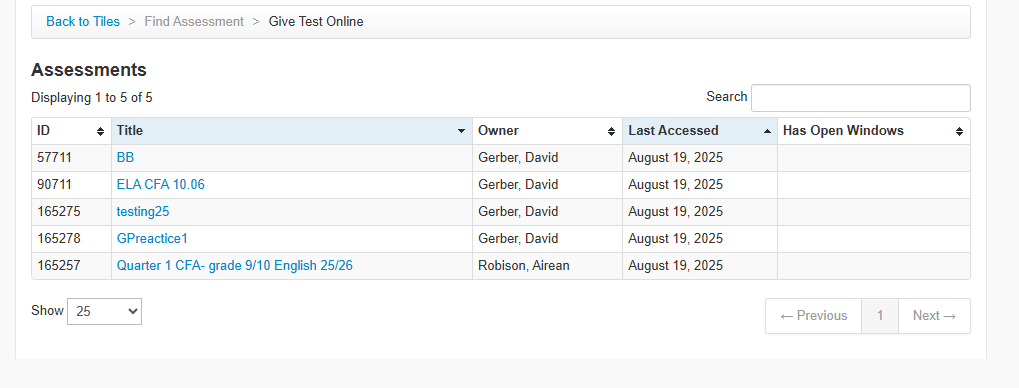 Back to Tiles > Find Assessment > Give Test Online
Assessments
Displaying 1 to 5 of 5
Search
ID Title Owner Last Accessed Has Open Windows
57711 BB Gerber, David August 19, 2025
90711 ELA CFA 10.06 Gerber, David August 19, 2025
165275 testing25 Gerber, David August 19, 2025
165278 GPreactice1 Gerber, David August 19, 2025
165257 Quarter 1 CFA- grade 9/10 English 25/26 Robison, Airean August 19, 2025
Show 25 ← Previous 1 Next →